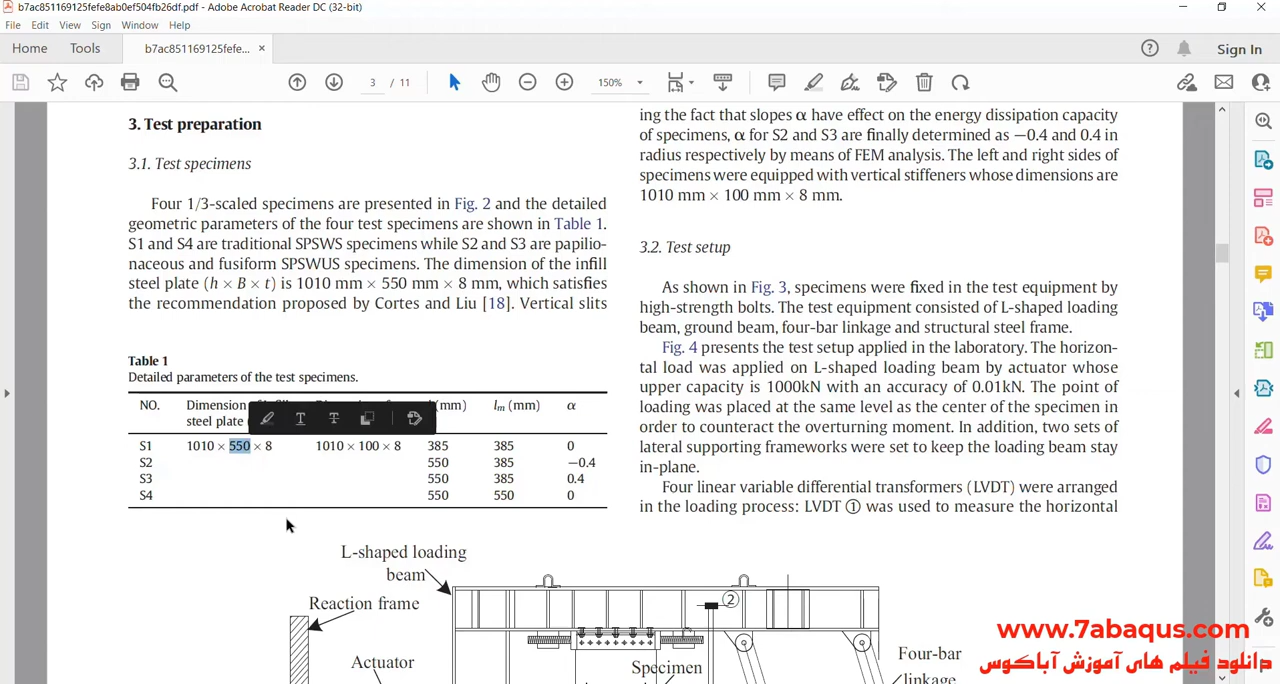 b7ac851169125fefe8ab0ef504fb26df.pdf - Adobe Acrobat Reader DC (32-bit)
File Edit View Sign Window Help
Home Tools b7ac851169125fefe... × Sign In
3 / 11 150%
3. Test preparation
3.1. Test specimens
Four 1/3-scaled specimens are presented in Fig. 2 and the detailed
geometric parameters of the four test specimens are shown in Table 1.
S1 and S4 are traditional SPSWS specimens while S2 and S3 are papilio-
naceous and fusiform SPSWUS specimens. The dimension of the infill
steel plate (h × B × t) is 1010 mm × 550 mm × 8 mm, which satisfies
the recommendation proposed by Cortes and Liu [18]. Vertical slits
Table 1
Detailed parameters of the test specimens.
NO. Dimension (mm) lm (mm) α
steel plate
S1 1010 × 550 × 8 1010 × 100 × 8 385 385 0
S2 550 385 −0.4
S3 550 385 0.4
S4 550 550 0
ing the fact that slopes α have effect on the energy dissipation capacity
of specimens, α for S2 and S3 are finally determined as −0.4 and 0.4 in
radius respectively by means of FEM analysis. The left and right sides of
specimens were equipped with vertical stiffeners whose dimensions are
1010 mm × 100 mm × 8 mm.
3.2. Test setup
As shown in Fig. 3, specimens were fixed in the test equipment by
high-strength bolts. The test equipment consisted of L-shaped loading
beam, ground beam, four-bar linkage and structural steel frame.
Fig. 4 presents the test setup applied in the laboratory. The horizon-
tal load was applied on L-shaped loading beam by actuator whose
upper capacity is 1000kN with an accuracy of 0.01kN. The point of
loading was placed at the same level as the center of the specimen in
order to counteract the overturning moment. In addition, two sets of
lateral supporting frameworks were set to keep the loading beam stay
in-plane.
Four linear variable differential transformers (LVDT) were arranged
in the loading process: LVDT ① was used to measure the horizontal
L-shaped loading
beam
Reaction frame
②
Actuator
Specimen
Four-bar
linkage
www.7abaqus.com
دانلود فیلم های آموزش آباکوس